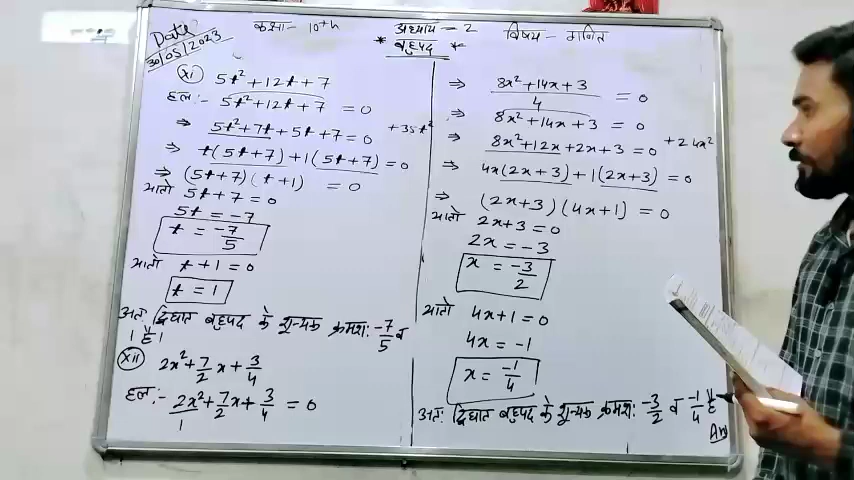 Date
30/05/2023
कक्षा - 10th
अध्याय = 2
* बहुपद *
विषय - गणित
(xi) 5t² + 12t + 7
हल:- 5t² + 12t + 7 = 0
⇒ 5t² + 7t + 5t + 7 = 0 + 35t²
⇒ t(5t + 7) + 1(5t + 7) = 0
⇒ (5t + 7)(t + 1) = 0
यातो 5t + 7 = 0
5t = -7
t = -7/5
यातो t + 1 = 0
t = 1
अतः द्विघात बहुपद के शून्यक क्रमशः -7/5 व
1 है।
(xii) 2x² + 7/2 x + 3/4
हल:- 2x²/1 + 7/2 x + 3/4 = 0
⇒ 8x² + 14x + 3 / 4 = 0
⇒ 8x² + 14x + 3 = 0
⇒ 8x² + 12x + 2x + 3 = 0 + 24x²
⇒ 4x(2x + 3) + 1(2x + 3) = 0
⇒ (2x + 3)(4x + 1) = 0
यातो 2x + 3 = 0
2x = -3
x = -3/2
यातो 4x + 1 = 0
4x = -1
x = -1/4
अतः द्विघात बहुपद के शून्यक क्रमशः -3/2 व -1/4 है
Ans